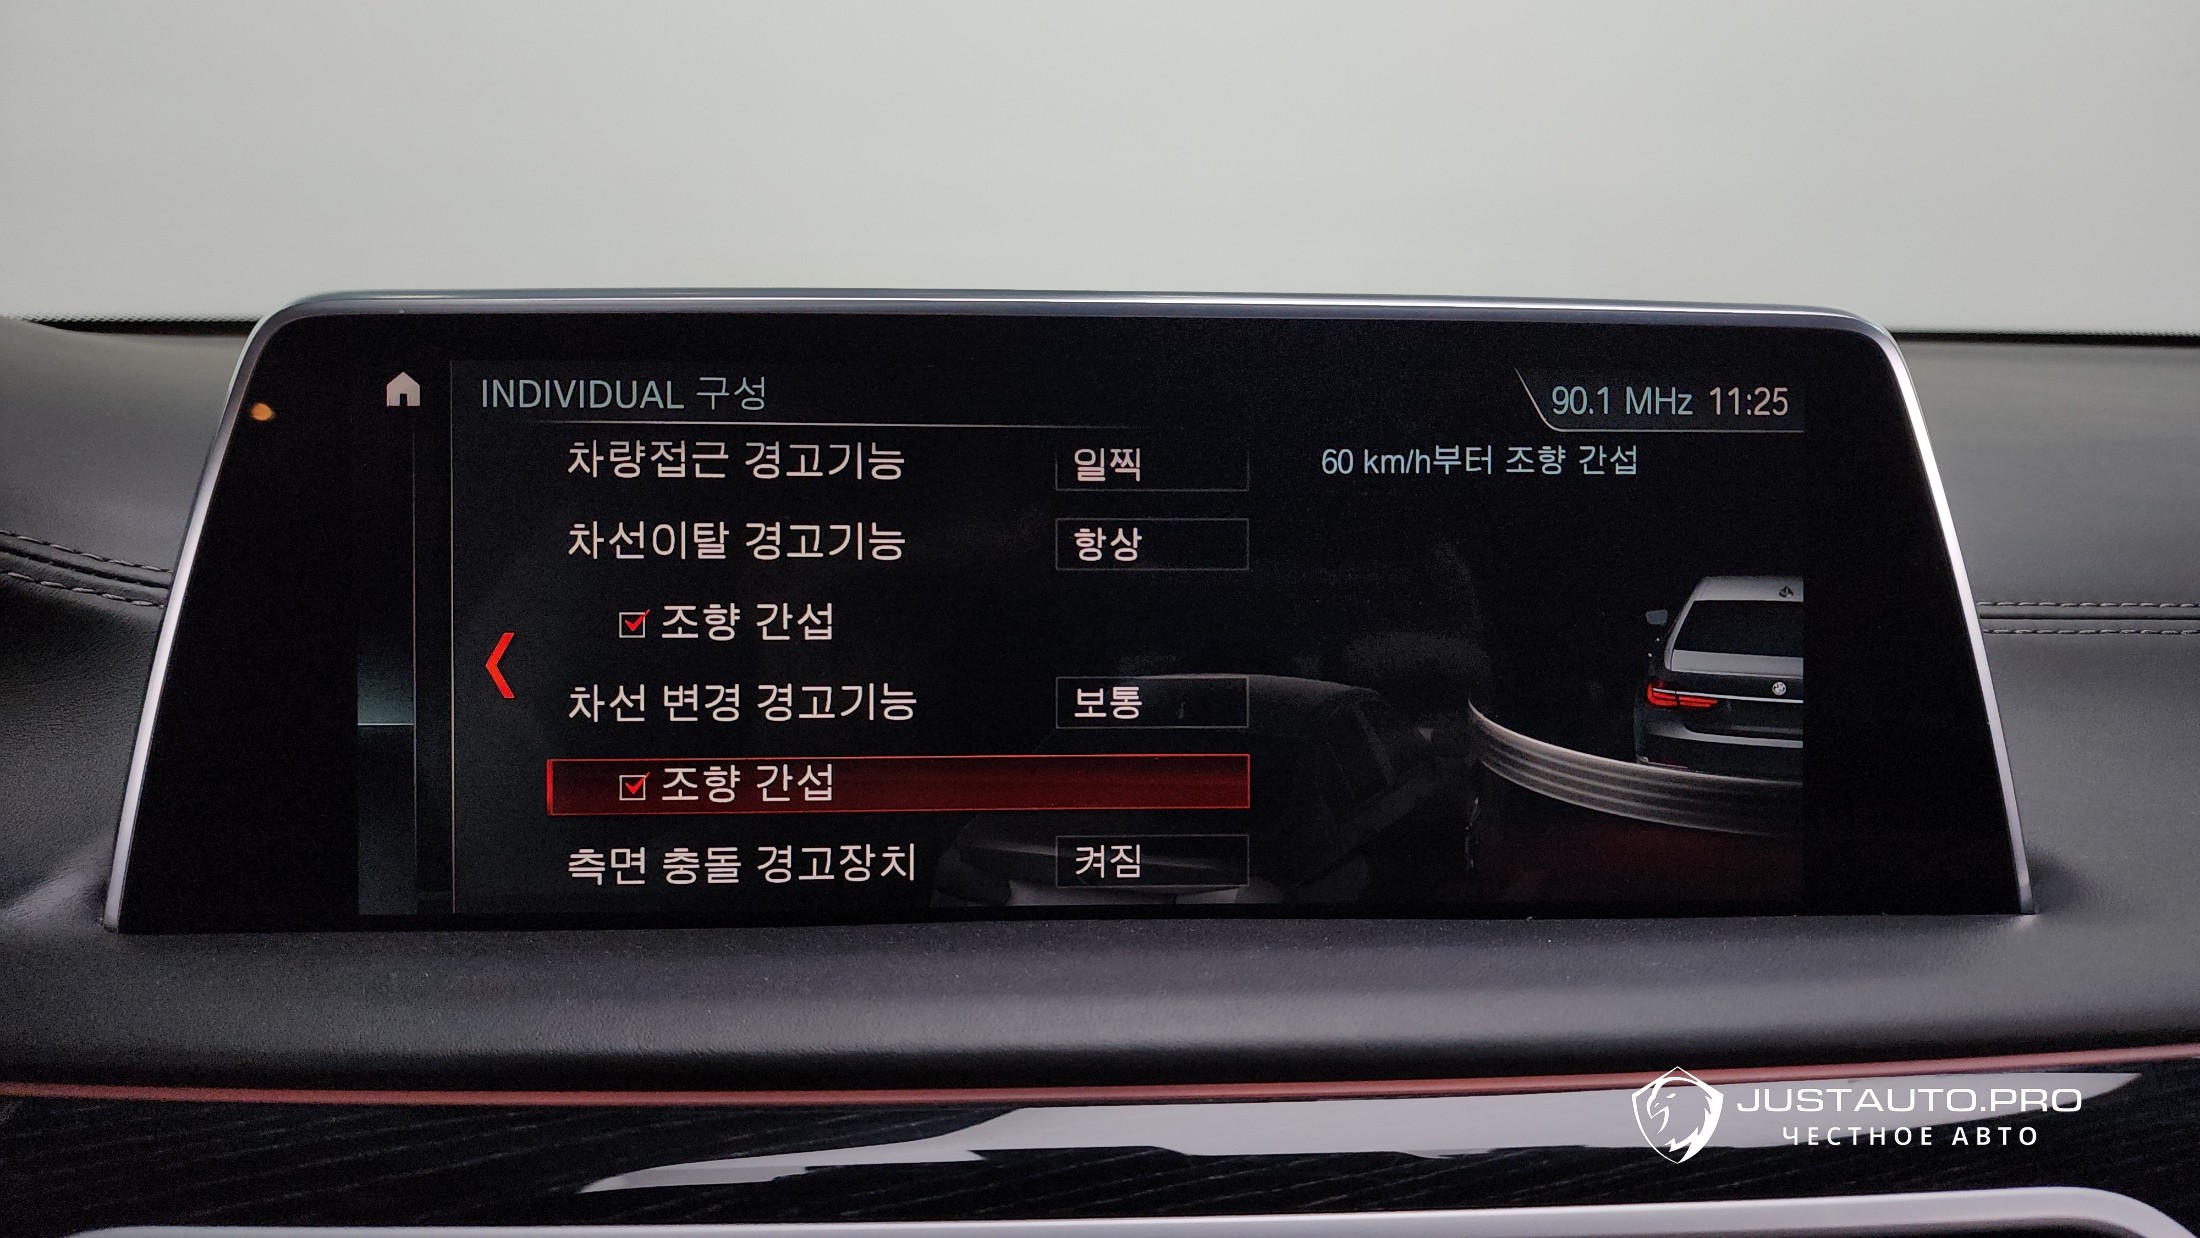 INDIVIDUAL 구성
90.1 MHz 11:25
차량접근 경고기능 일찍
60 km/h부터 조향 간섭
차선이탈 경고기능 항상
조향 간섭
차선 변경 경고기능 보통
조향 간섭
측면 충돌 경고장치 켜짐
JUSTAUTO.PRO
ЧЕСТНОЕ АВТО